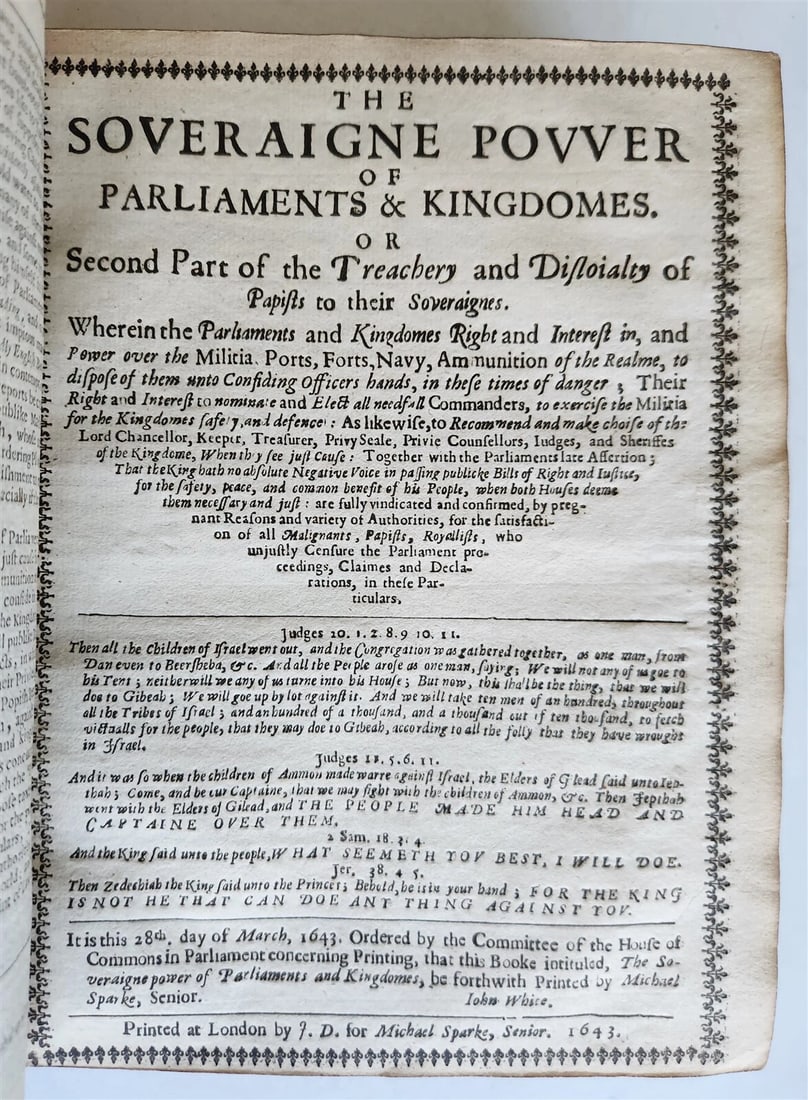 THE
SOVERAIGNE POVVER
OF
PARLIAMENTS & KINGDOMES.
OR
Second Part of the Treachery and Disloialty of
Papists to their Soveraignes.
Wherein the Parliaments and Kingdomes Right and Interest in, and
Power over the Militia. Ports, Forts, Navy, Ammunition of the Realme, to
dispose of them unto Confiding Officers hands, in these times of danger ; Their
Right and Interest to nominate and Elect all needfull Commanders, to exercise the Militia
for the Kingdomes safety, and defence : As likewise, to Recommend and make choise of the
Lord Chancellor, Keeper, Treasurer, Privy Seale, Privie Counsellors, Iudges, and Sheriffes
of the Kingdome, When they see just Cause : Together with the Parliaments late Assertion ;
That the King hath no absolute Negative Voice in passing publicke Bills of Right and Iustice,
for the safety, peace, and common benefit of his People, when both Houses deeme
them necessary and just : are fully vindicated and confirmed, by preg-
nant Reasons and variety of Authorities, for the satisfacti-
on of all Malignants, Papists, Royallists, who
unjustly Censure the Parliament pro-
ceedings, Claimes and Decla-
rations, in these Par-
ticulars.
Judges 20. 1. 2. 8. 9 10. 11.
Then all the Children of Israel went out, and the Congregation was gathered together, as one man, from
Dan even to Beersheba, &c. And all the People arose as one man, saying ; We will not any of us goe to
his Tent ; neither will we any of us turne into his House ; But now, this shall be the thing, that we will
doe to Gibeah ; We will goe up by lot against it. And we will take ten men of an hundred, throughout
all the Tribes of Israel ; and an hundred of a thousand, and a thousand out of ten thousand, to fetch
victualls for the people, that they may doe to Gibeah, according to all the folly that they have wrought
in Israel.
Judges 11. 5. 6. 11.
And it was so when the children of Ammon made warre against Israel, the Elders of Gilead said unto Jep-
thah ; Come, and be our Captaine, that we may fight with the children of Ammon, &c. Then Jepthah
went with the Elders of Gilead, and THE PEOPLE MADE HIM HEAD AND
CAPTAINE OVER THEM.
2 Sam. 18. 3. 4.
And the King said unto the people, WHAT SEEMETH YOV BEST, I WILL DOE.
Jer. 38. 4 5.
Then Zedechiah the King said unto the Princes ; Behold, he is in your hand ; FOR THE KING
IS NOT HE THAT CAN DOE ANY THING AGAINST YOV.
It is this 28th. day of March, 1643. Ordered by the Committee of the House of
Commons in Parliament concerning Printing, that this Booke intituled, The So-
veraigne power of Parliaments and Kingdomes, be forthwith Printed by Michael
Sparke, Senior. Iohn White.
Printed at London by J. D. for Michael Sparke, Senior. 1643.